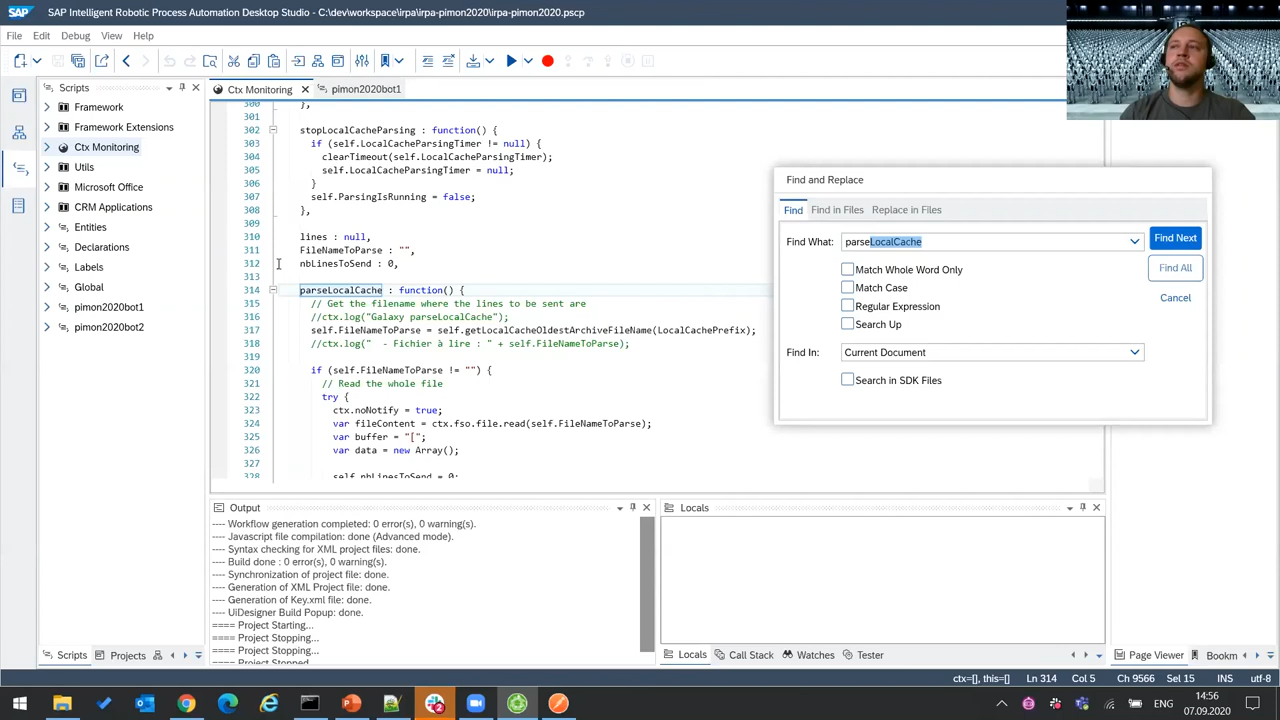 SAP Intelligent Robotic Process Automation Desktop Studio - C:\dev\workspace\irpa\irpa-pimon2020\irpa-pimon2020.pscp
SAP
File Edit Debug View Help
Scripts
Framework
Framework Extensions
Ctx Monitoring
Utils
Microsoft Office
CRM Applications
Entities
Declarations
Labels
Global
pimon2020bot1
pimon2020bot2
Scripts Projects
Ctx Monitoring pimon2020bot1
300 },
301
302 stopLocalCacheParsing : function() {
303 if (self.LocalCacheParsingTimer != null) {
304 clearTimeout(self.LocalCacheParsingTimer);
305 self.LocalCacheParsingTimer = null;
306 }
307 self.ParsingIsRunning = false;
308 },
309
310 lines : null,
311 FileNameToParse : "",
312 nbLinesToSend : 0,
313
314 parseLocalCache : function() {
315 // Get the filename where the lines to be sent are
316 //ctx.log("Galaxy parseLocalCache");
317 self.FileNameToParse = self.getLocalCacheOldestArchiveFileName(LocalCachePrefix);
318 //ctx.log(" - Fichier à lire : " + self.FileNameToParse);
319
320 if (self.FileNameToParse != "") {
321 // Read the whole file
322 try {
323 ctx.noNotify = true;
324 var fileContent = ctx.fso.file.read(self.FileNameToParse);
325 var buffer = "[";
326 var data = new Array();
327
328 self.nbLinesToSend = 0;
Find and Replace
Find Find in Files Replace in Files
Find What: parseLocalCache Find Next
Match Whole Word Only Find All
Match Case
Cancel
Regular Expression
Search Up
Find In: Current Document
Search in SDK Files
Output
---- Workflow generation completed: 0 error(s), 0 warning(s).
---- Javascript file compilation: done (Advanced mode).
---- Syntax checking for XML project files: done.
---- Build done : 0 error(s), 0 warning(s).
---- Synchronization of project file: done.
---- Generation of XML Project file: done.
---- Generation of Key.xml file: done.
---- UiDesigner Build Popup: done.
==== Project Starting...
==== Project Stopping...
==== Project Stopping...
==== Project Stopped
Locals
Locals Call Stack Watches Tester
Page Viewer Bookm
ctx=[], this=[] Ln 314 Col 5 Ch 9566 Sel 15 INS utf-8
ENG
14:56
07.09.2020